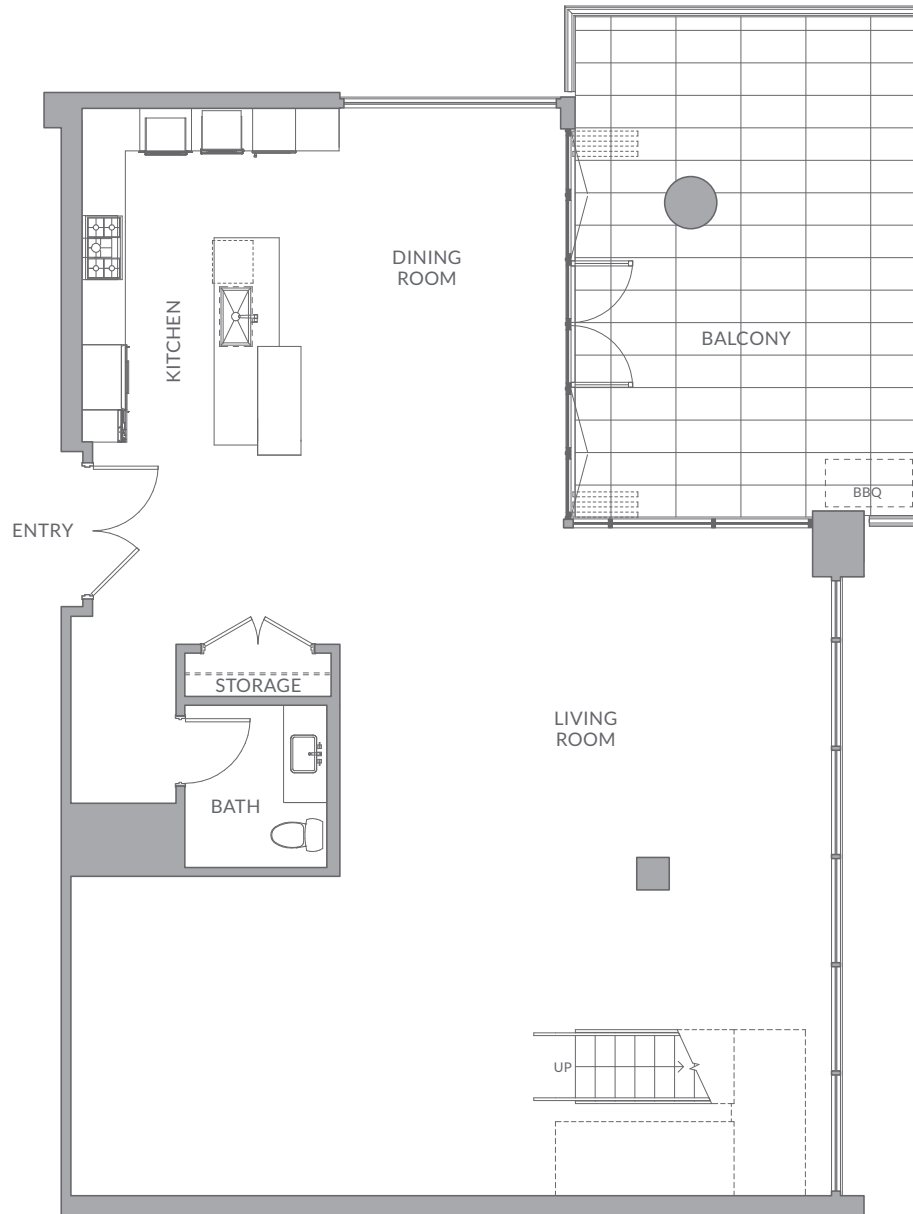 DINING
ROOM
KITCHEN
BALCONY
BBQ
ENTRY
STORAGE
LIVING
ROOM
BATH
UP